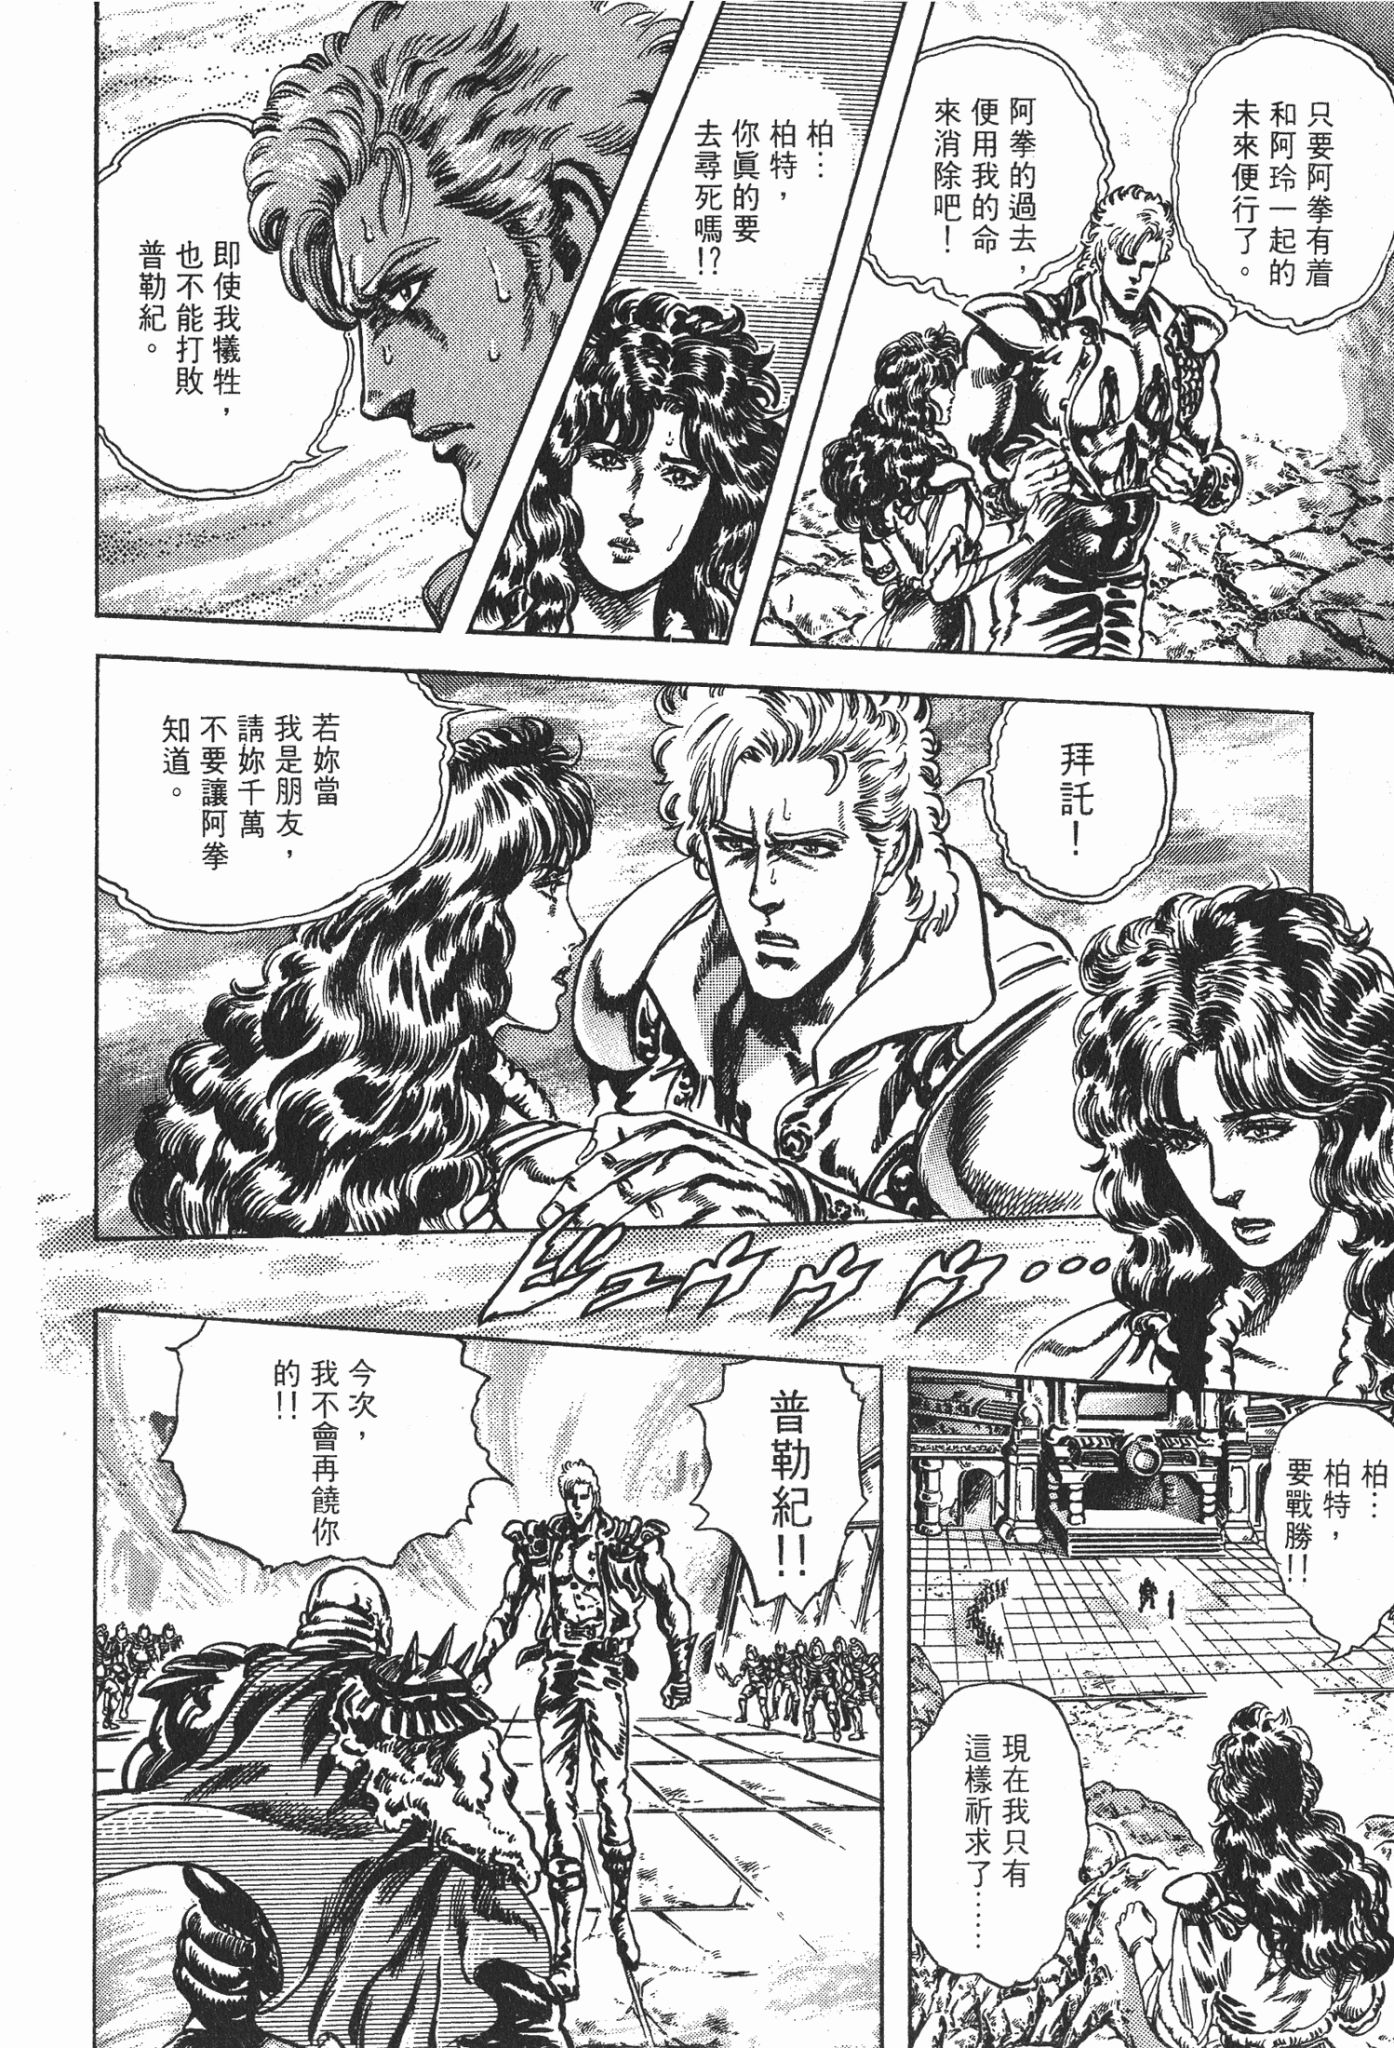 只要阿拳有着
和阿玲一起的
未來便行了。
阿拳的過去，
便用我的命
來消除吧！
柏⋯
柏特，
你眞的要
去尋死嗎!?
即使我犧牲，
也不能打敗
普勒紀。
拜託！
若妳當
我是朋友，
請妳千萬
不要讓阿拳
知道。
ビュウウウ…
柏⋯
柏特，
要戰勝!!
現在我只有
這樣祈求了⋯⋯
普勒紀!!
今次，
我不會再饒你
的!!